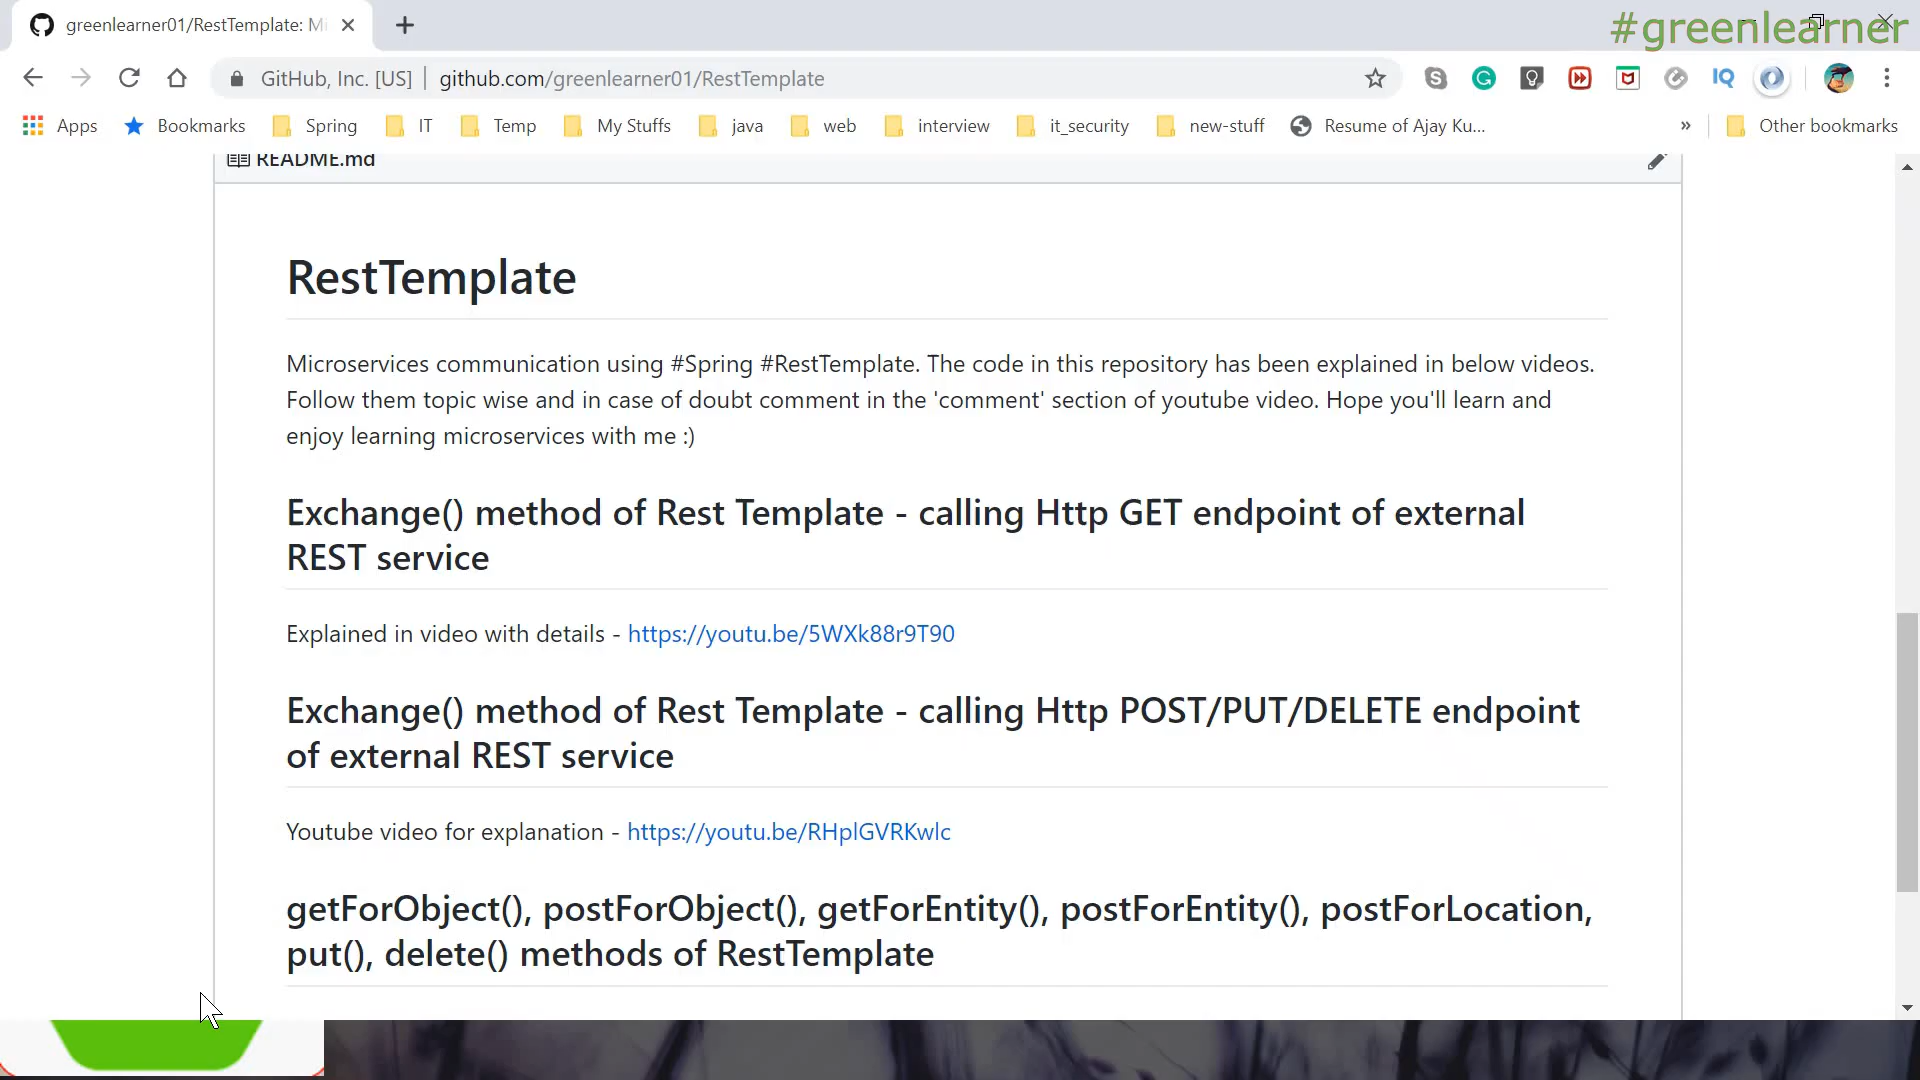 greenlearner01/RestTemplate: Mi
#greenlearner
GitHub, Inc. [US] | github.com/greenlearner01/RestTemplate
Apps Bookmarks Spring IT Temp My Stuffs java web interview it_security new-stuff Resume of Ajay Ku... » Other bookmarks
README.md
RestTemplate
Microservices communication using #Spring #RestTemplate. The code in this repository has been explained in below videos.
Follow them topic wise and in case of doubt comment in the 'comment' section of youtube video. Hope you'll learn and
enjoy learning microservices with me :)
Exchange() method of Rest Template - calling Http GET endpoint of external
REST service
Explained in video with details - https://youtu.be/5WXk88r9T90
Exchange() method of Rest Template - calling Http POST/PUT/DELETE endpoint
of external REST service
Youtube video for explanation - https://youtu.be/RHplGVRKwlc
getForObject(), postForObject(), getForEntity(), postForEntity(), postForLocation,
put(), delete() methods of RestTemplate